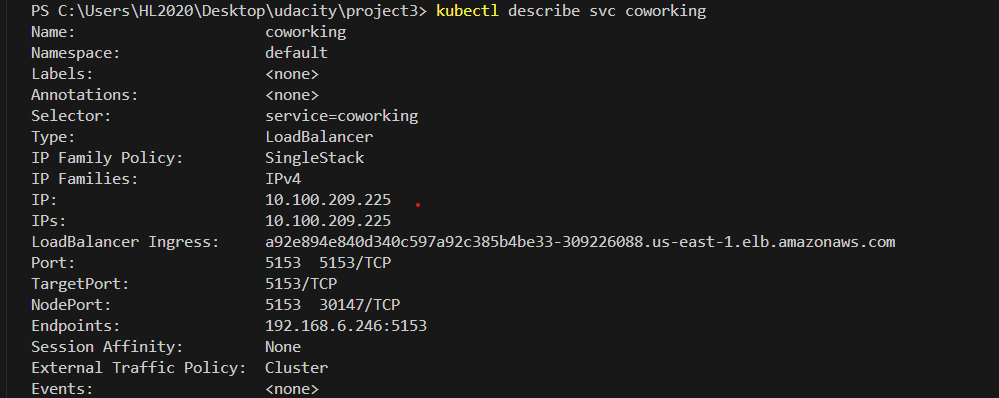 PS C:\Users\HL2020\Desktop\udacity\project3> kubectl describe svc coworking
Name:                     coworking
Namespace:                default
Labels:                   <none>
Annotations:              <none>
Selector:                 service=coworking
Type:                     LoadBalancer
IP Family Policy:         SingleStack
IP Families:              IPv4
IP:                       10.100.209.225
IPs:                      10.100.209.225
LoadBalancer Ingress:     a92e894e840d340c597a92c385b4be33-309226088.us-east-1.elb.amazonaws.com
Port:                     5153  5153/TCP
TargetPort:               5153/TCP
NodePort:                 5153  30147/TCP
Endpoints:                192.168.6.246:5153
Session Affinity:         None
External Traffic Policy:  Cluster
Events:                   <none>